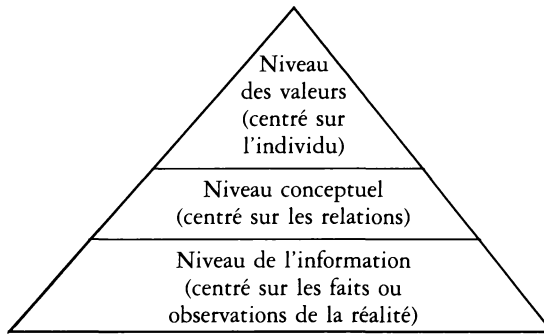 Niveau
des valeurs
(centré sur
l'individu)
Niveau conceptuel
(centré sur les relations)
Niveau de l'information
(centré sur les faits ou
observations de la réalité)